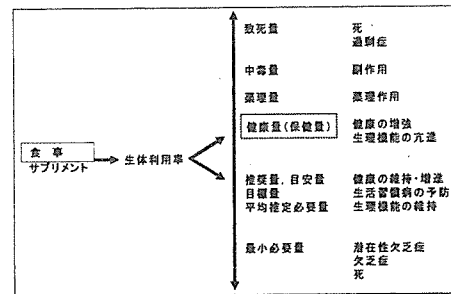 致死量 死
過剰症
中毒量 副作用
薬理量 薬理作用
健康量(保健量) 健康の増強
生理機能の亢進
食事
サプリメント
生体利用率
推奨量,目安量 健康の維持・増進
目標量 生活習慣病の予防
平均推定必要量 生理機能の維持
最小必要量 潜在性欠乏症
欠乏症
死